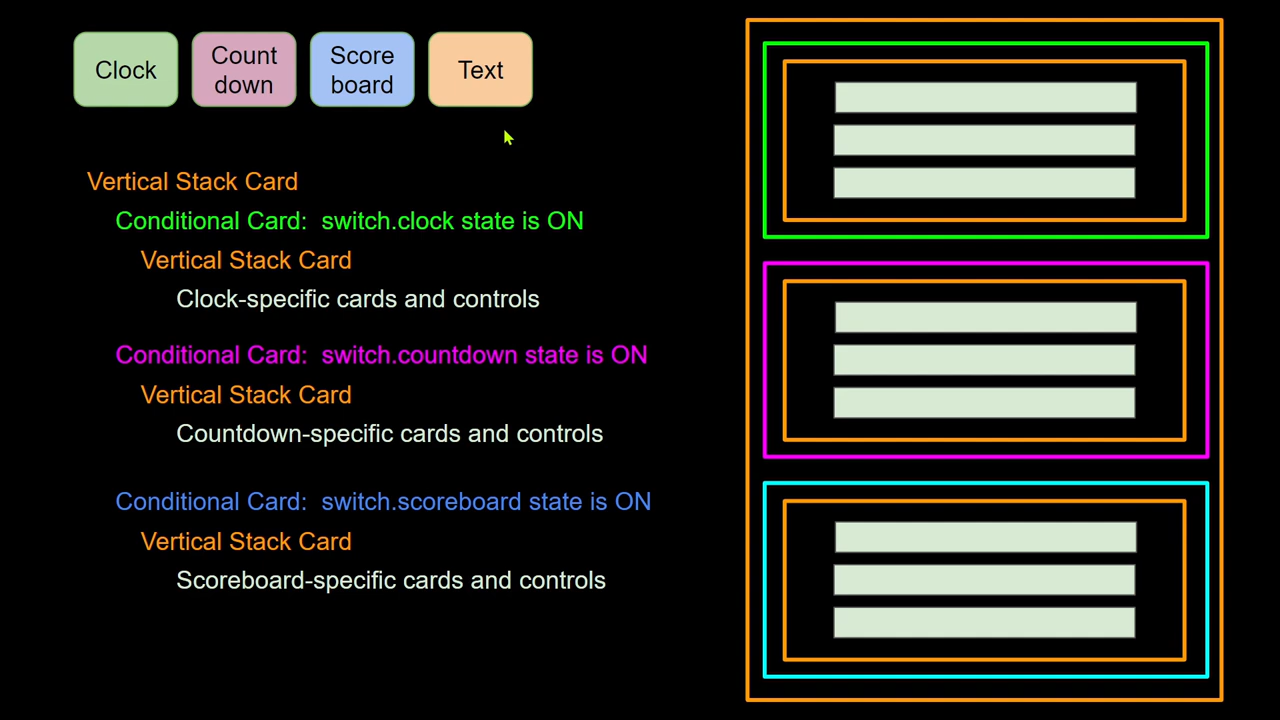 Clock
Count
down
Score
board
Text
Vertical Stack Card
Conditional Card:  switch.clock state is ON
Vertical Stack Card
Clock-specific cards and controls
Conditional Card:  switch.countdown state is ON
Vertical Stack Card
Countdown-specific cards and controls
Conditional Card:  switch.scoreboard state is ON
Vertical Stack Card
Scoreboard-specific cards and controls